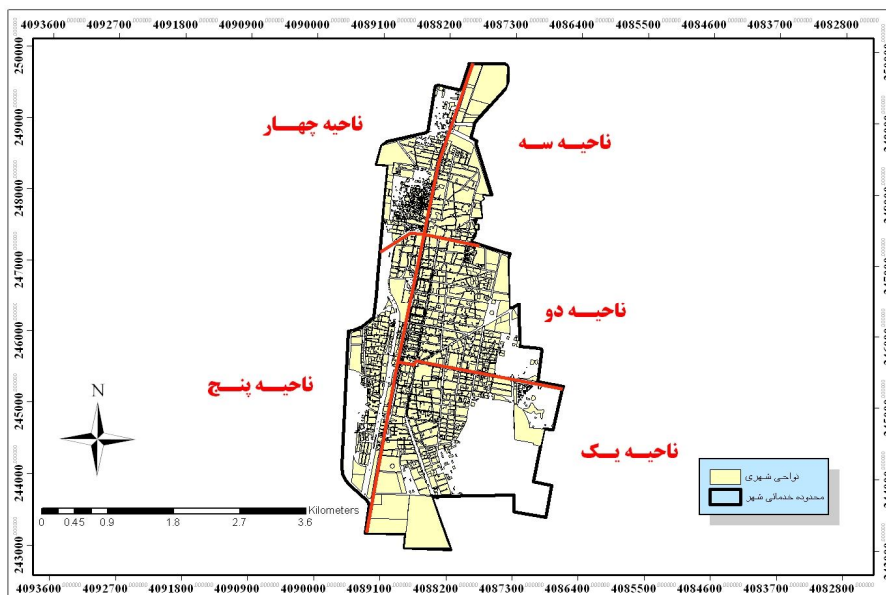 4093600 4092700 4091800 4090900 4090000 4089100 4088200 4087300 4086400 4085500 4084600 4083700 4082800
250000
249000
248000
247000
246000
245000
244000
243000
ناحیه چهار
ناحیه سه
ناحیه دو
ناحیه پنج
ناحیه یک
N
0 0.45 0.9 1.8 2.7 3.6
Kilometers
نواحی شهری
محدوده خدماتی شهر
4093600 4092700 4091800 4090900 4090000 4089100 4088200 4087300 4086400 4085500 4084600 4083700 4082800